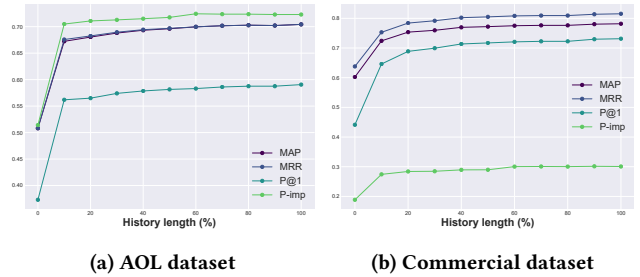 0.70
0.65
0.60
0.55
0.50
0.45
0.40
MAP
MRR
P@1
P-imp
0 20 40 60 80 100
History length (%)
(a) AOL dataset
0.8
0.7
0.6
0.5
0.4
0.3
0.2
MAP
MRR
P@1
P-imp
0 20 40 60 80 100
History length (%)
(b) Commercial dataset